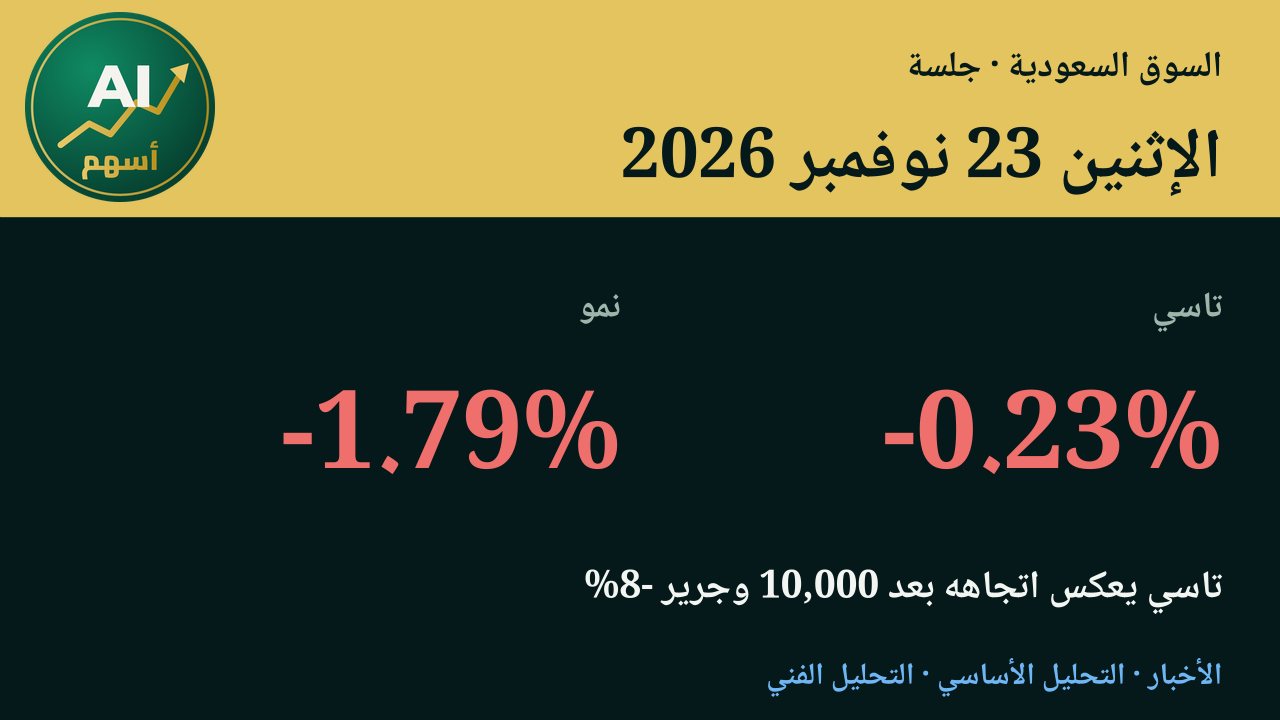 AI
أسهم
السوق السعودية · جلسة
الإثنين 23 نوفمبر 2026
تاسي
-0.23%
نمو
-1.79%
تاسي يعكس اتجاهه بعد 10,000 وجرير -8%
الأخبار · التحليل الأساسي · التحليل الفني